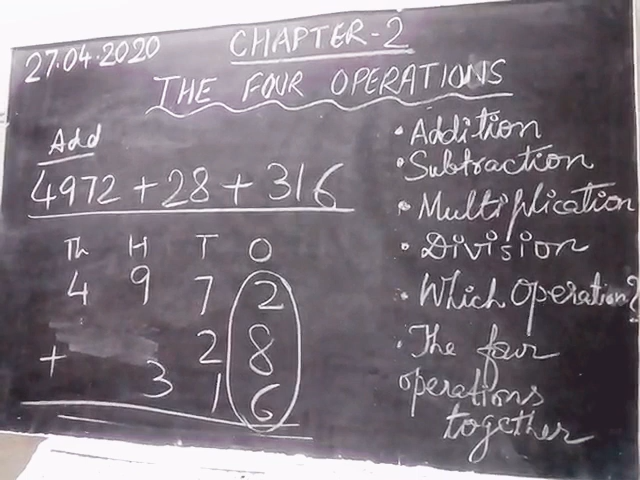 27.04.2020
CHAPTER-2
THE FOUR OPERATIONS
Add
4972 + 28 + 316
Th H T O
4 9 7 2
2 8
+ 3 1 6
• Addition
• Subtraction
• Multiplication
• Division
• Which Operation?
• The four
operations
together